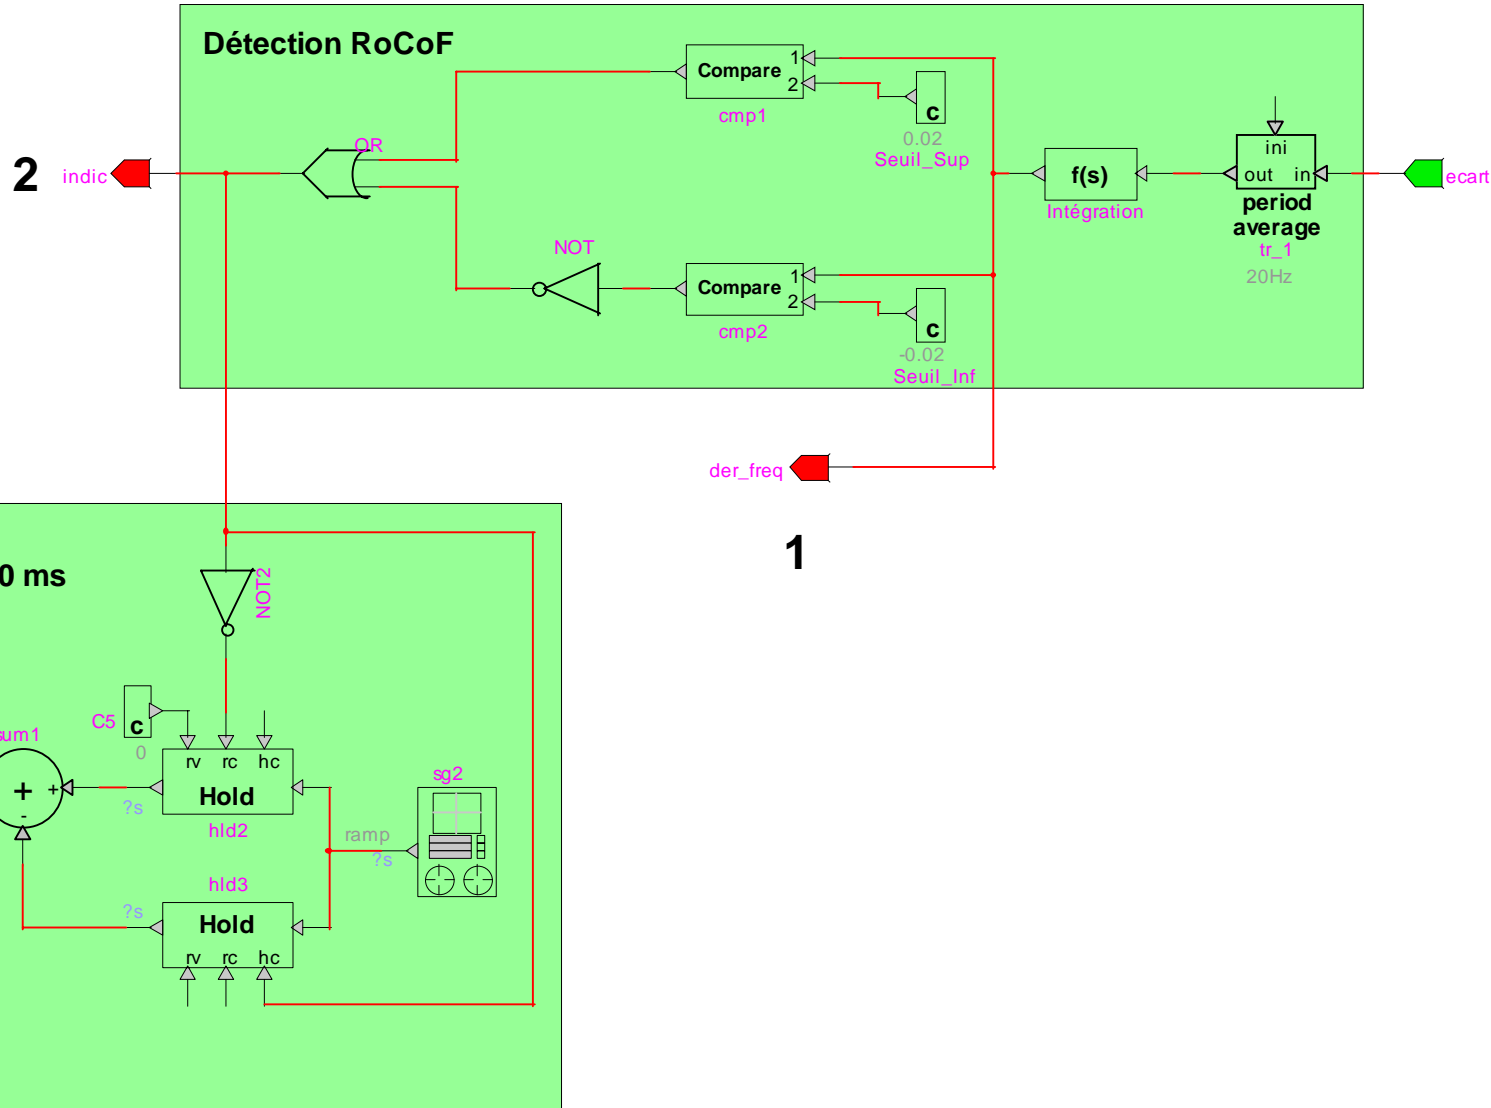 Détection RoCoF
Compare
1
2
cmp1
c
0.02
Seuil_Sup
OR
2
indic
f(s)
Intégration
ini
out
in
period
average
tr_1
20Hz
ecart
NOT
Compare
1
2
cmp2
c
-0.02
Seuil_Inf
der_freq
1
0 ms
NOT2
C5
c
0
sum1
+
+
-
rv
rc
hc
Hold
hld2
?s
sg2
ramp
?s
hld3
?s
Hold
rv
rc
hc